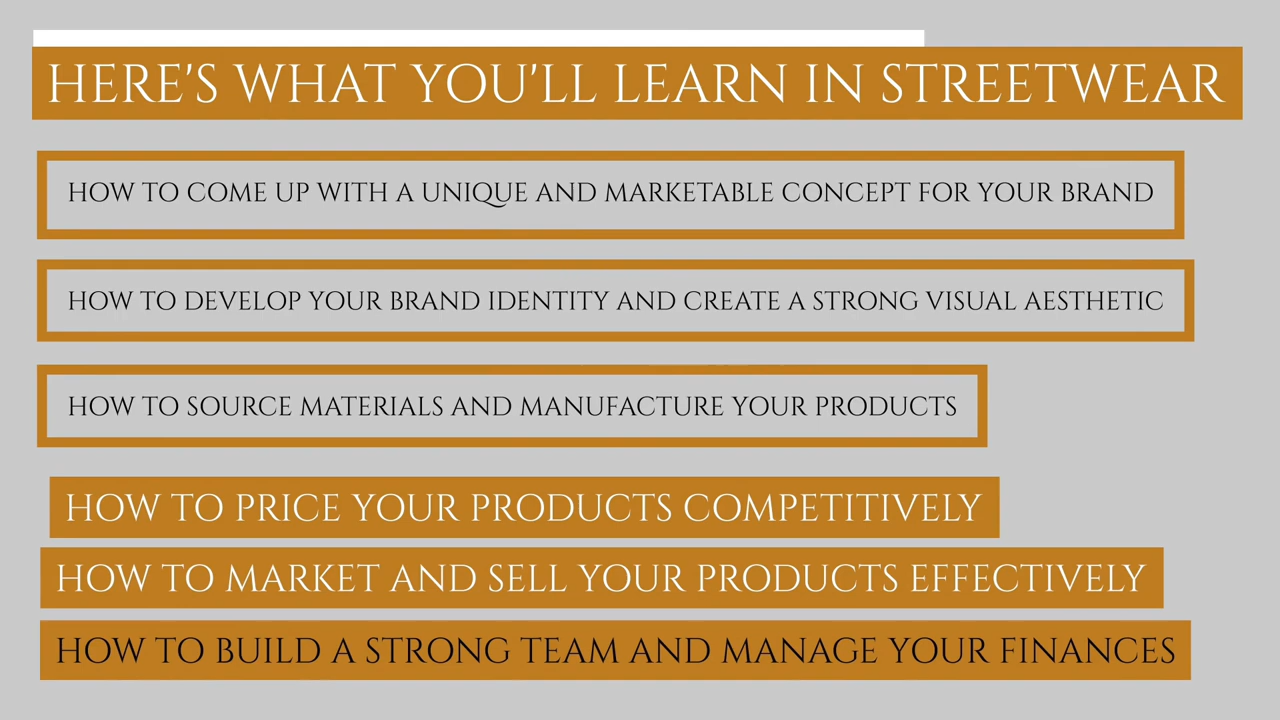 HERE'S WHAT YOU'LL LEARN IN STREETWEAR
HOW TO COME UP WITH A UNIQUE AND MARKETABLE CONCEPT FOR YOUR BRAND
HOW TO DEVELOP YOUR BRAND IDENTITY AND CREATE A STRONG VISUAL AESTHETIC
HOW TO SOURCE MATERIALS AND MANUFACTURE YOUR PRODUCTS
HOW TO PRICE YOUR PRODUCTS COMPETITIVELY
HOW TO MARKET AND SELL YOUR PRODUCTS EFFECTIVELY
HOW TO BUILD A STRONG TEAM AND MANAGE YOUR FINANCES